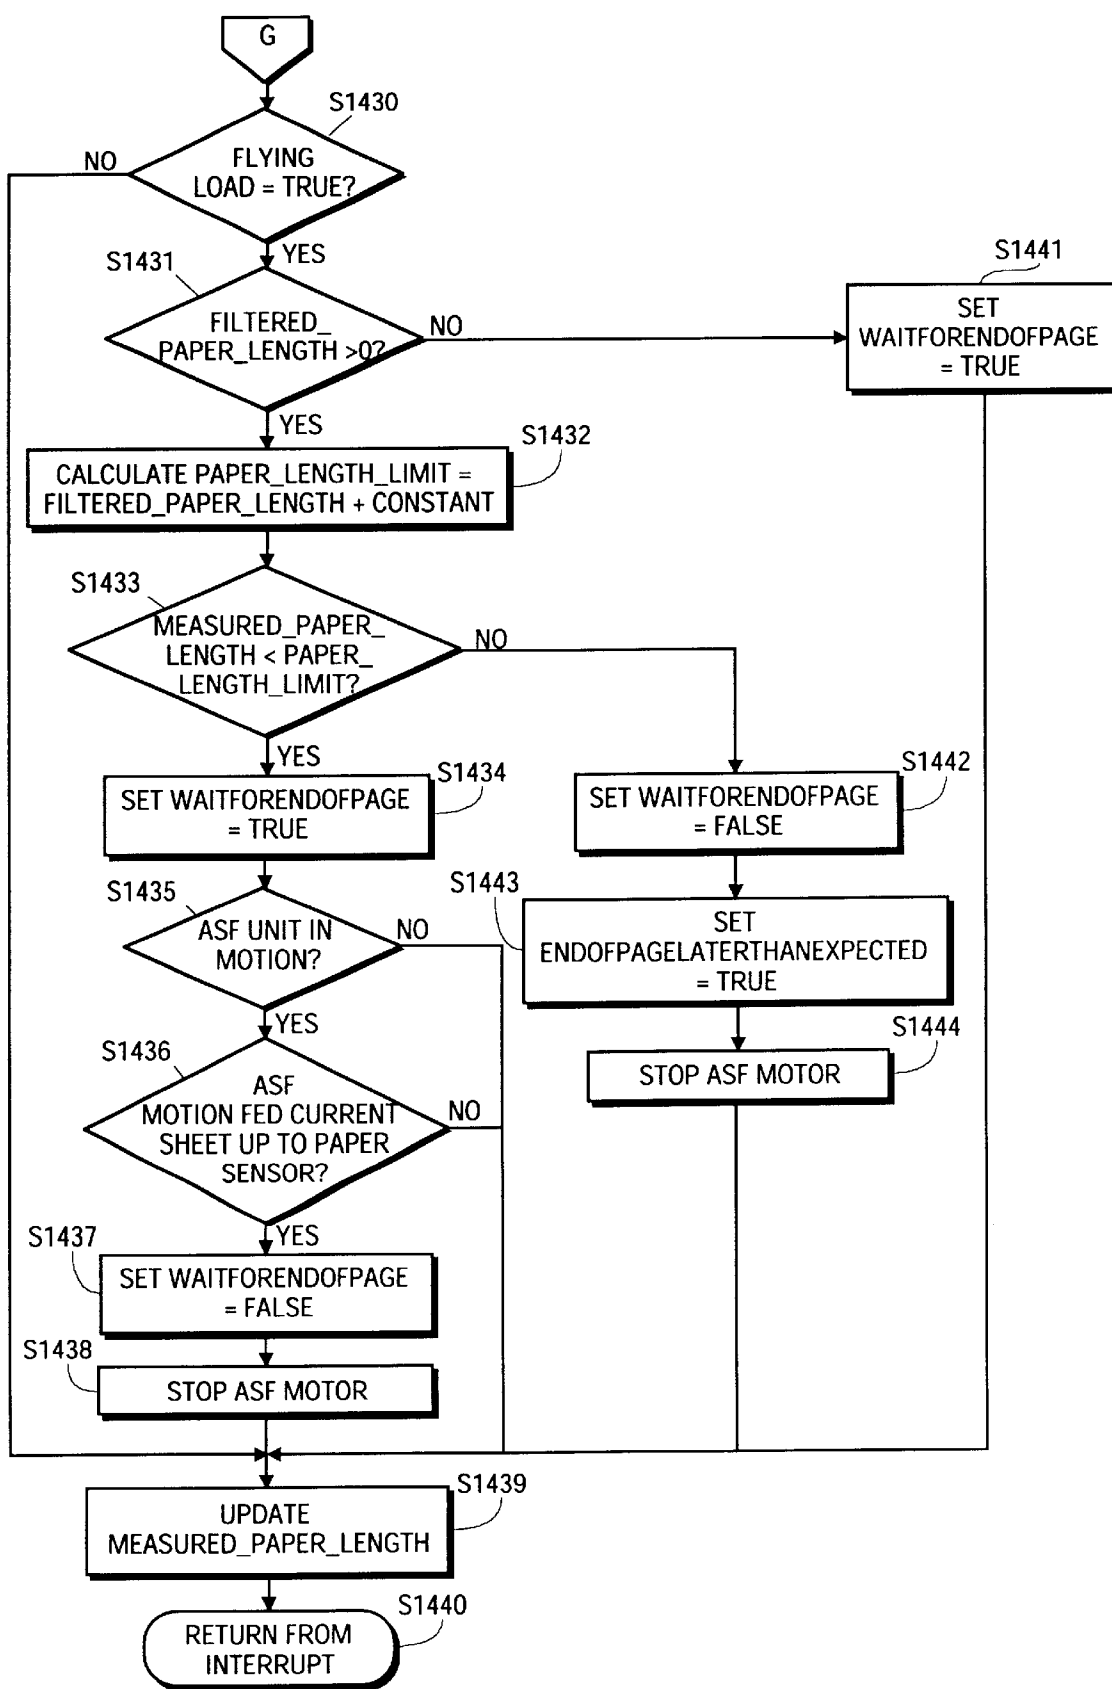 G
S1430
FLYING
LOAD = TRUE?
NO
YES
S1431
FILTERED_
PAPER_LENGTH >0?
NO
S1441
SET
WAITFORENDOFPAGE
= TRUE
YES
S1432
CALCULATE PAPER_LENGTH_LIMIT =
FILTERED_PAPER_LENGTH + CONSTANT
S1433
MEASURED_PAPER_
LENGTH < PAPER_
LENGTH_LIMIT?
NO
YES
S1434
SET WAITFORENDOFPAGE
= TRUE
S1442
SET WAITFORENDOFPAGE
= FALSE
S1435
ASF UNIT IN
MOTION?
NO
S1443
SET
ENDOFPAGELATERTHANEXPECTED
= TRUE
YES
S1436
ASF
MOTION FED CURRENT
SHEET UP TO PAPER
SENSOR?
NO
S1444
STOP ASF MOTOR
YES
S1437
SET WAITFORENDOFPAGE
= FALSE
S1438
STOP ASF MOTOR
S1439
UPDATE
MEASURED_PAPER_LENGTH
S1440
RETURN FROM
INTERRUPT